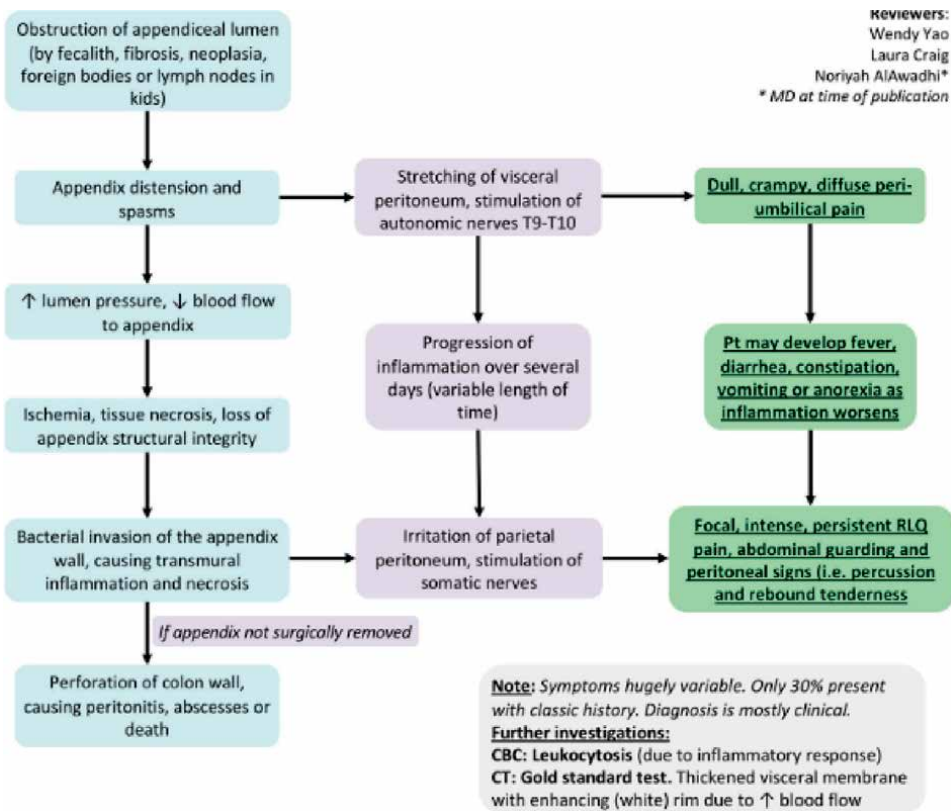 Reviewers:
Wendy Yao
Laura Craig
Noriyah AlAwadhi*
* MD at time of publication
Obstruction of appendiceal lumen
(by fecalith, fibrosis, neoplasia,
foreign bodies or lymph nodes in
kids)
Appendix distension and
spasms
Stretching of visceral
peritoneum, stimulation of
autonomic nerves T9-T10
Dull, crampy, diffuse peri-
umbilical pain
↑ lumen pressure, ↓ blood flow
to appendix
Progression of
inflammation over several
days (variable length of
time)
Pt may develop fever,
diarrhea, constipation,
vomiting or anorexia as
inflammation worsens
Ischemia, tissue necrosis, loss of
appendix structural integrity
Bacterial invasion of the appendix
wall, causing transmural
inflammation and necrosis
Irritation of parietal
peritoneum, stimulation of
somatic nerves
Focal, intense, persistent RLQ
pain, abdominal guarding and
peritoneal signs (i.e. percussion
and rebound tenderness
If appendix not surgically removed
Perforation of colon wall,
causing peritonitis, abscesses or
death
Note: Symptoms hugely variable. Only 30% present
with classic history. Diagnosis is mostly clinical.
Further investigations:
CBC: Leukocytosis (due to inflammatory response)
CT: Gold standard test. Thickened visceral membrane
with enhancing (white) rim due to ↑ blood flow